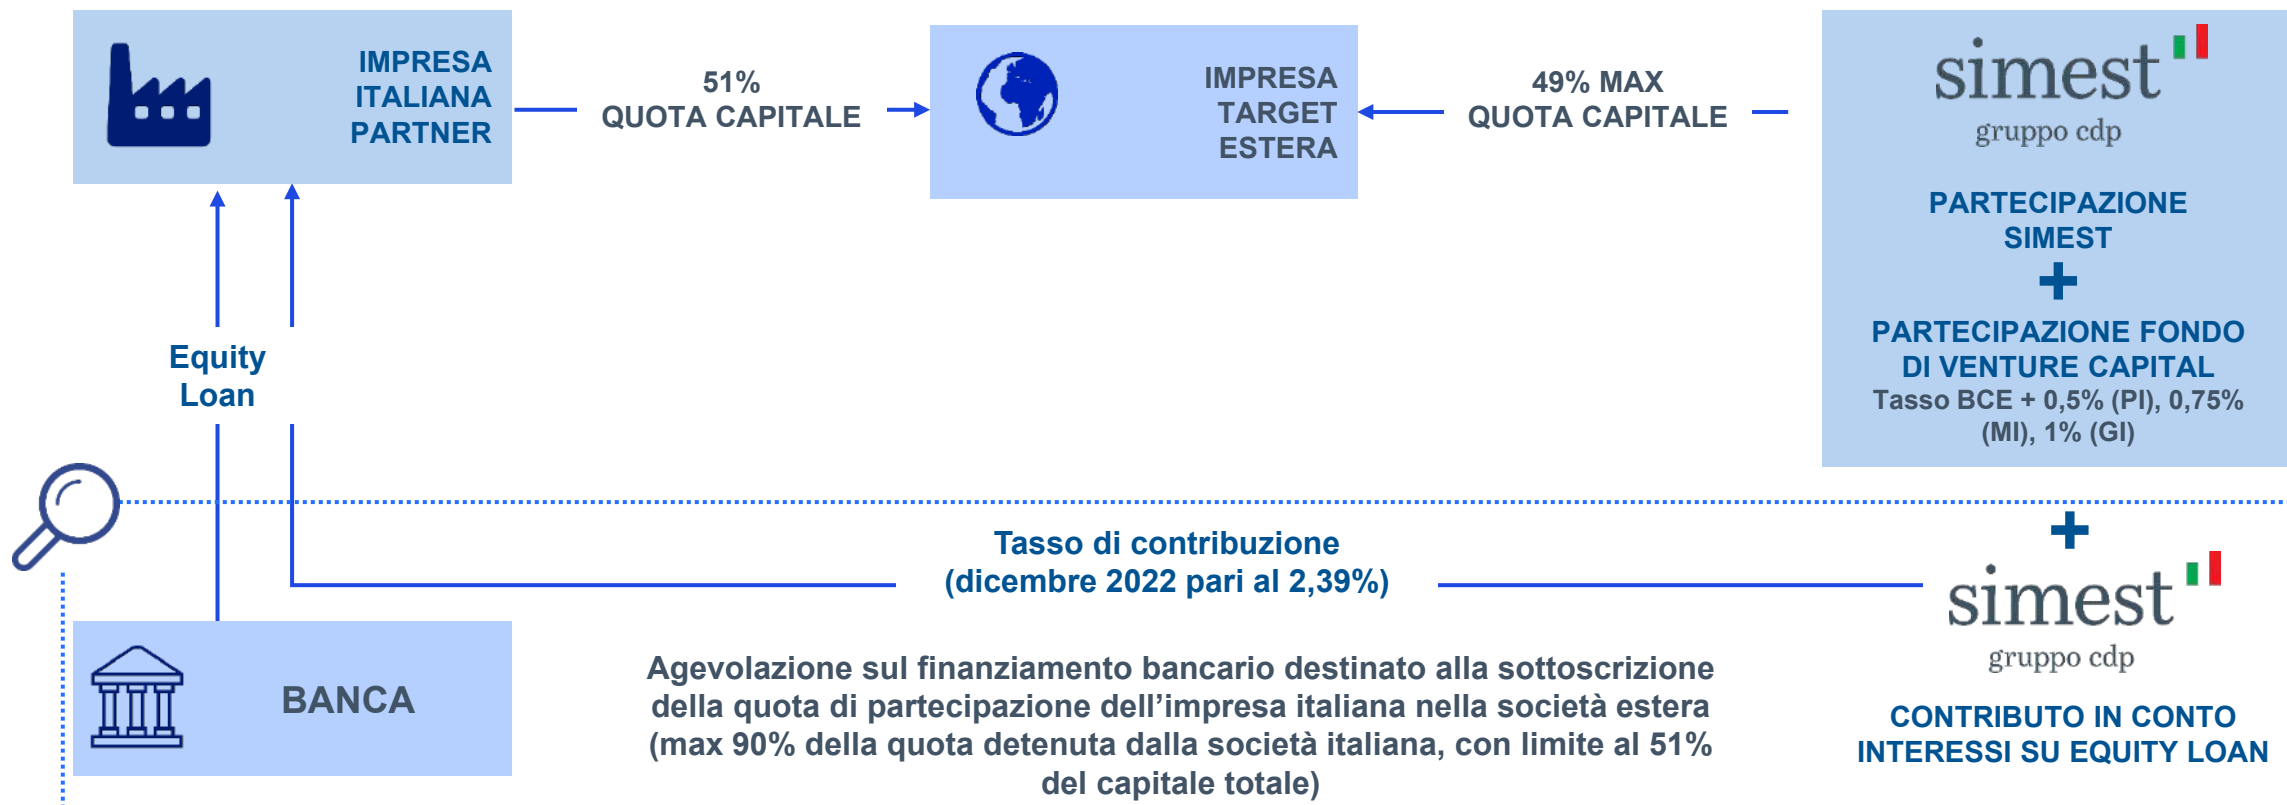 IMPRESA
ITALIANA
PARTNER
51%
QUOTA CAPITALE
IMPRESA
TARGET
ESTERA
49% MAX
QUOTA CAPITALE
simest
gruppo cdp
PARTECIPAZIONE
SIMEST
+
PARTECIPAZIONE FONDO
DI VENTURE CAPITAL
Tasso BCE + 0,5% (PI), 0,75%
(MI), 1% (GI)
Equity
Loan
Tasso di contribuzione
(dicembre 2022 pari al 2,39%)
+
simest
gruppo cdp
CONTRIBUTO IN CONTO
INTERESSI SU EQUITY LOAN
BANCA
Agevolazione sul finanziamento bancario destinato alla sottoscrizione
della quota di partecipazione dell’impresa italiana nella società estera
(max 90% della quota detenuta dalla società italiana, con limite al 51%
del capitale totale)